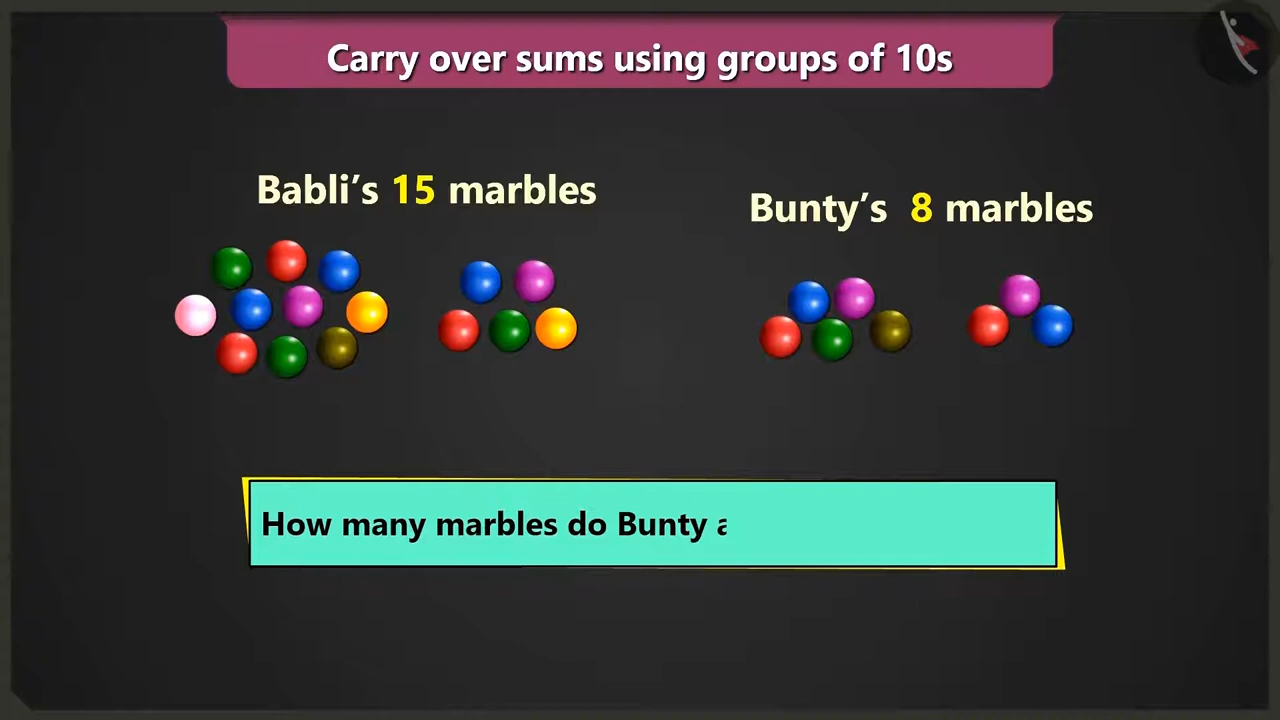 Carry over sums using groups of 10s
Babli's 15 marbles
Bunty's 8 marbles
How many marbles do Bunty a